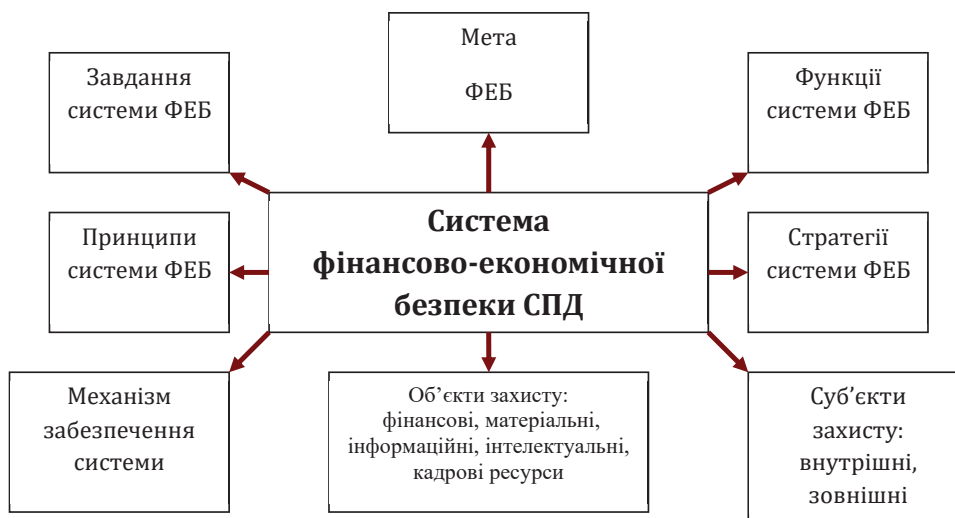 Мета
ФЕБ
Завдання
системи ФЕБ
Функції
системи ФЕБ
Система
фінансово-економічної
безпеки СПД
Принципи
системи ФЕБ
Стратегії
системи ФЕБ
Механізм
забезпечення
системи
Об’єкти захисту:
фінансові, матеріальні,
інформаційні, інтелектуальні,
кадрові ресурси
Суб’єкти
захисту:
внутрішні,
зовнішні